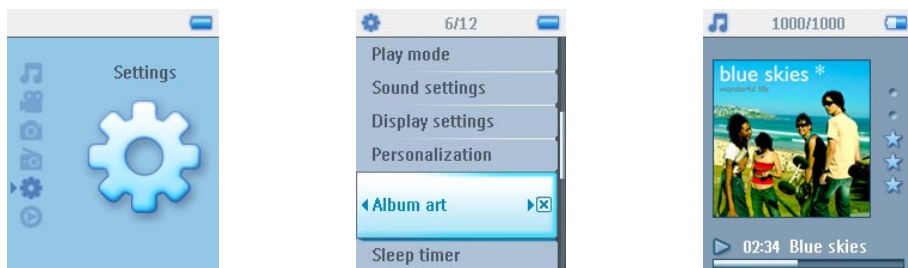 Settings
6/12
Play mode
Sound settings
Display settings
Personalization
Album art
Sleep timer
1000/1000
blue skies *
wonderful life
02:34 Blue skies